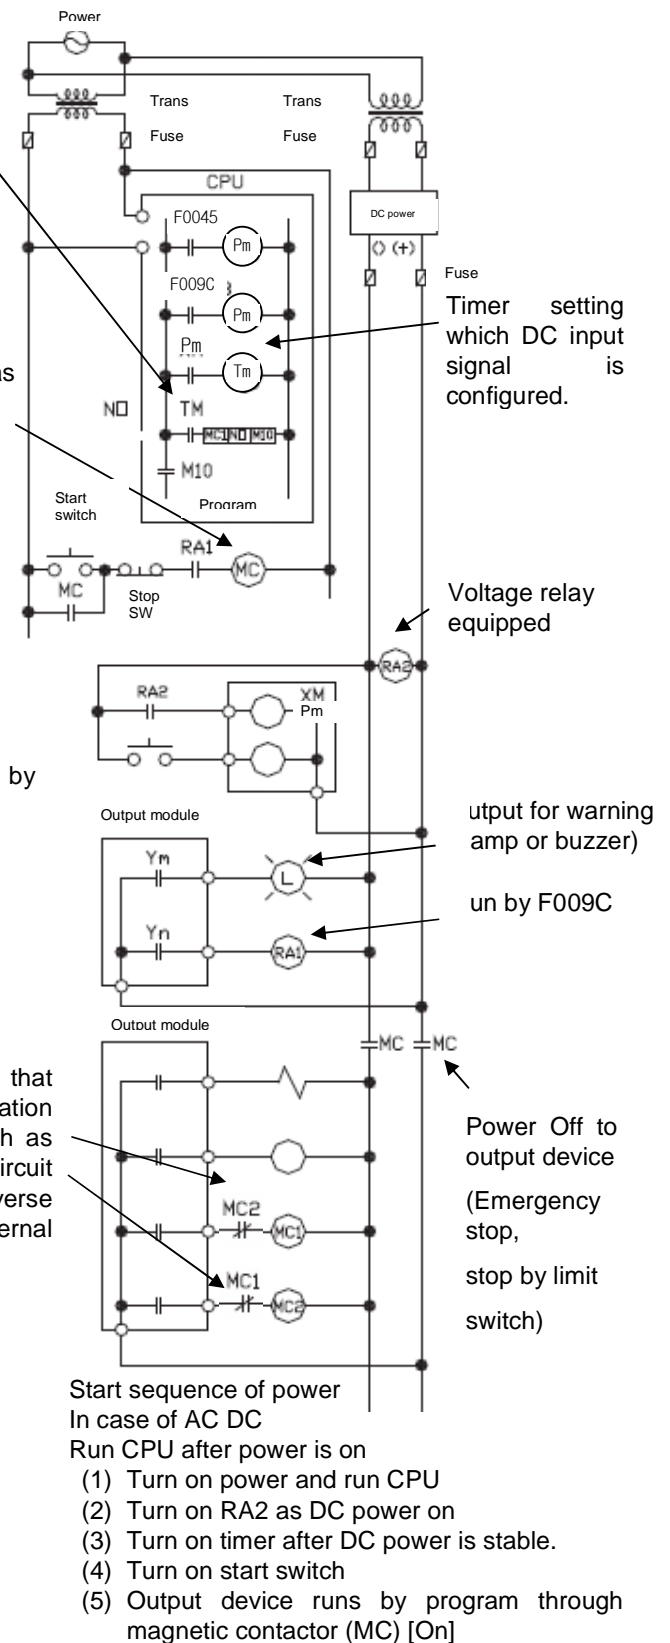 Power
Trans Trans
Fuse Fuse
CPU
F0045
Pm
DC power
() (+)
F009C
Pm
Fuse
Timer setting
which DC input
signal is
configured.
Pm
Tm
as
N□ TM
MC1 N□ M10
M10
Program
Start
switch
RA1
MC
MC
Stop
SW
Voltage relay
equipped
RA2
RA2
XM
Pm
by
Output module
utput for warning
amp or buzzer)
Ym
L
un by F009C
Yn
RA1
Output module
MC MC
that
ation
h as
ircuit
verse
ernal
Power Off to
output device
(Emergency
stop,
stop by limit
switch)
MC2
MC1
MC1
MC2
Start sequence of power
In case of AC DC
Run CPU after power is on
(1) Turn on power and run CPU
(2) Turn on RA2 as DC power on
(3) Turn on timer after DC power is stable.
(4) Turn on start switch
(5) Output device runs by program through
magnetic contactor (MC) [On]